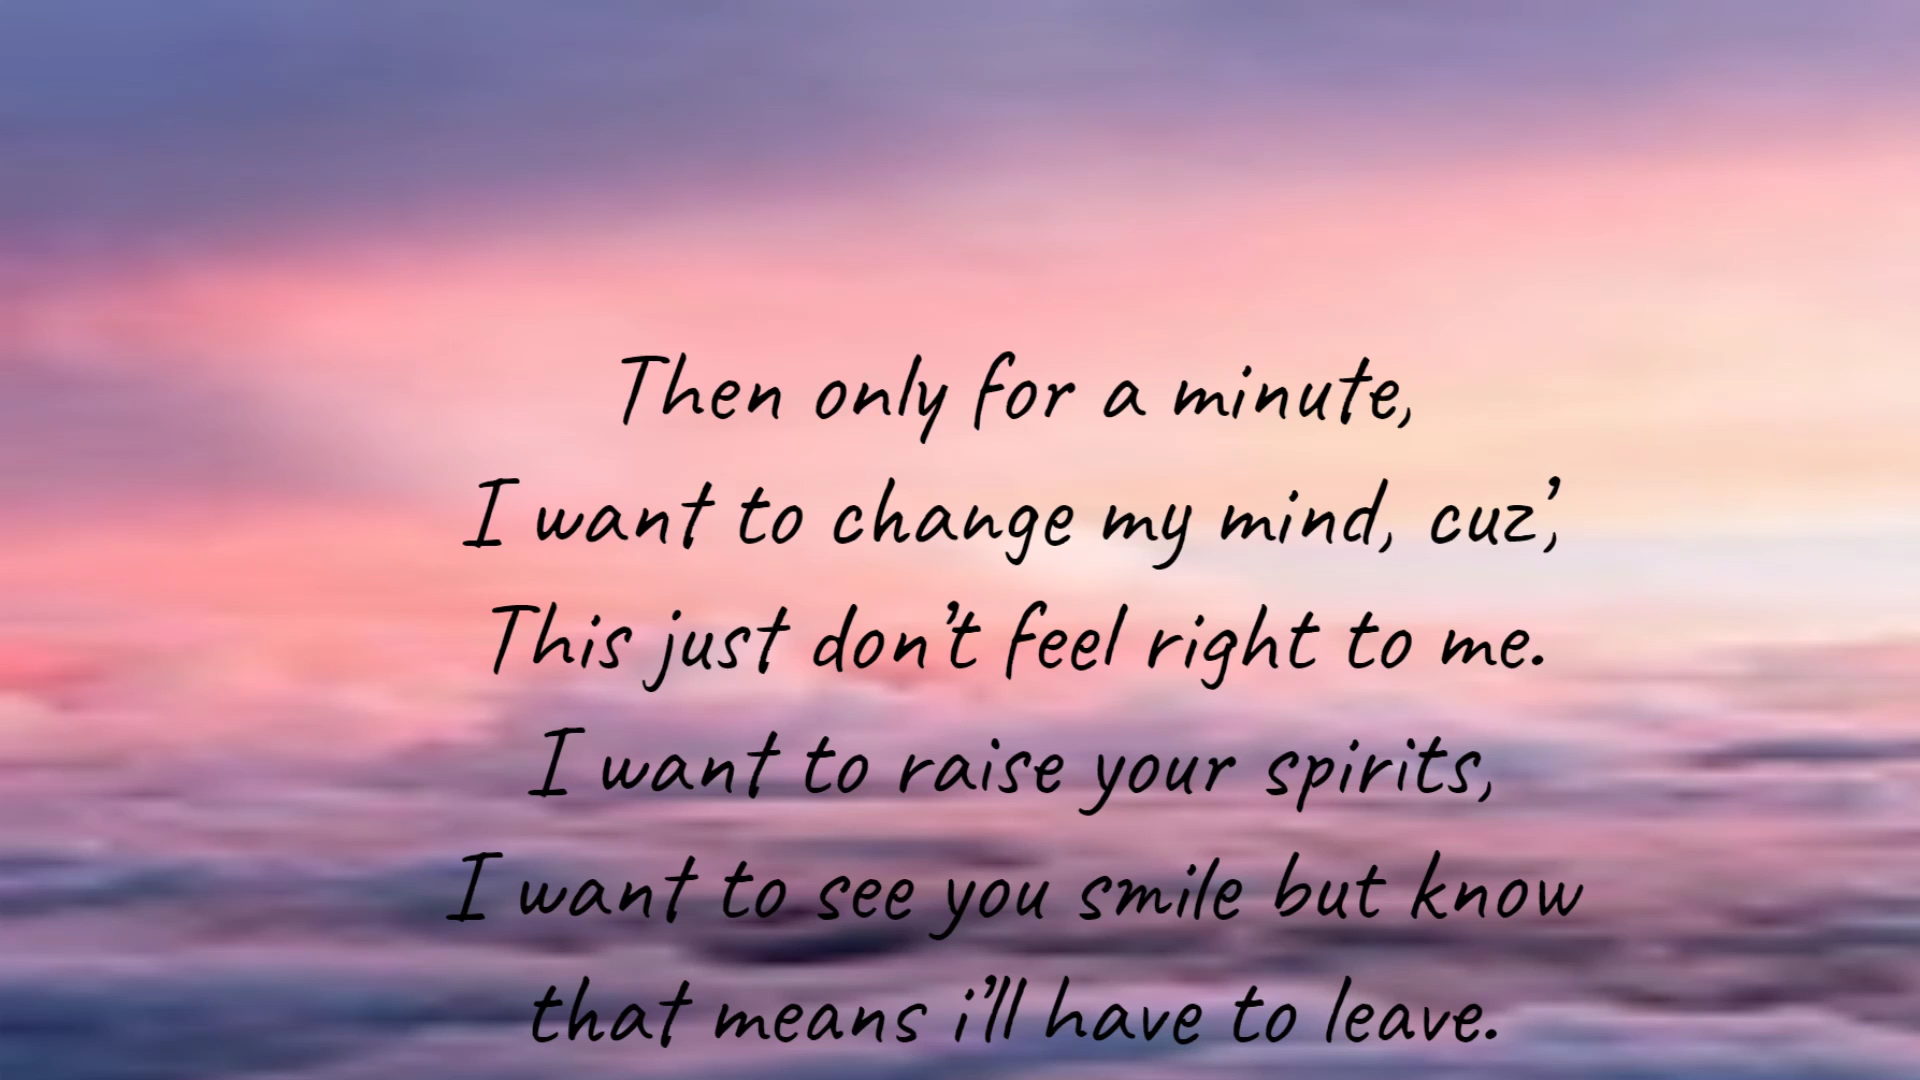 Then only for a minute,
I want to change my mind, cuz’,
This just don’t feel right to me.
I want to raise your spirits,
I want to see you smile but know
that means i’ll have to leave.